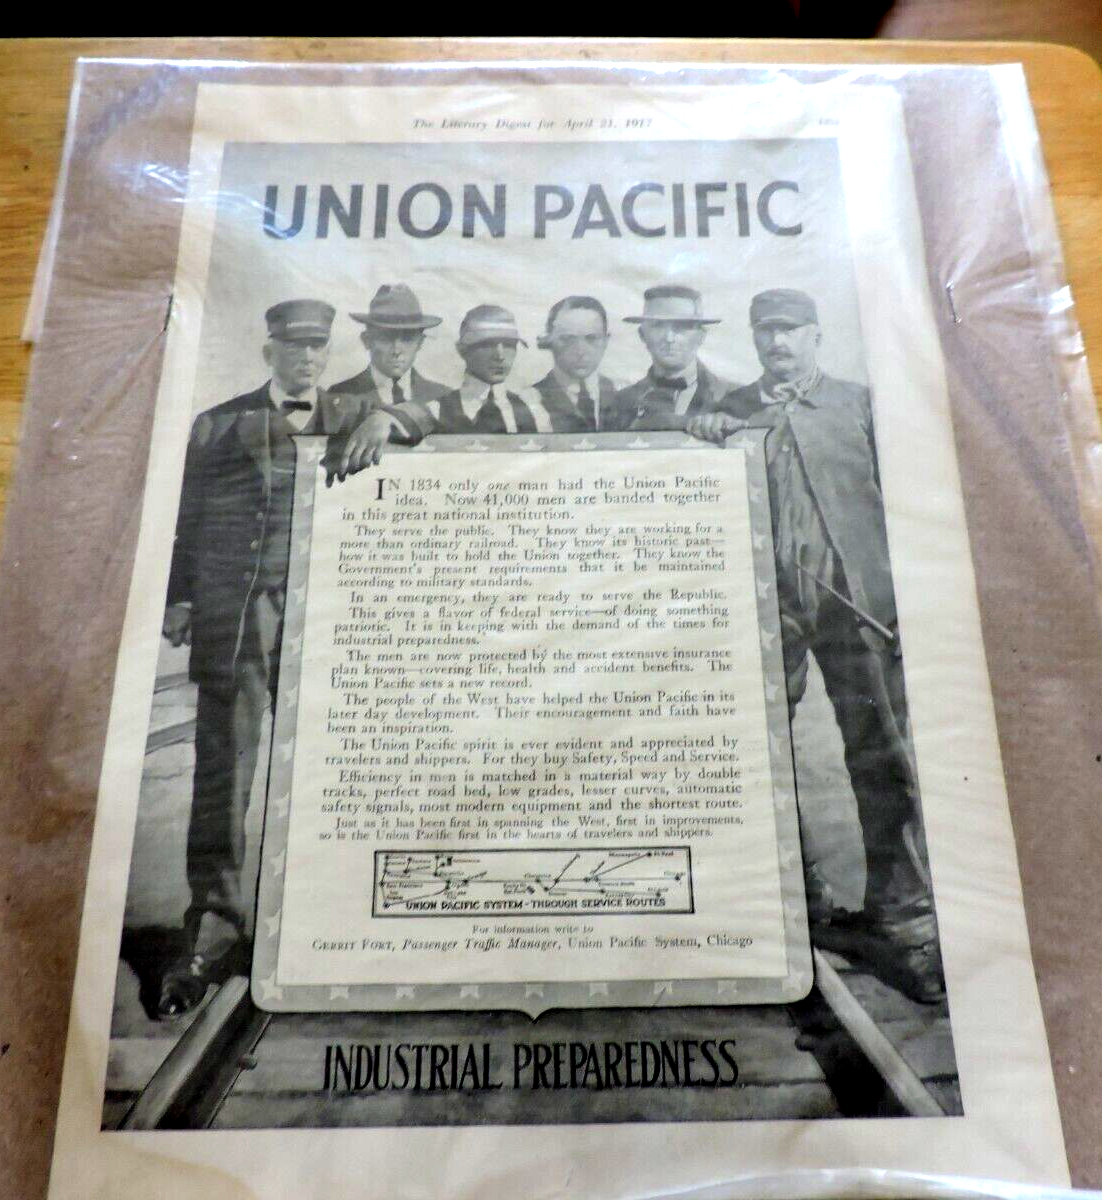 The Literary Digest for April 21, 1917
UNION PACIFIC
IN 1834 only one man had the Union Pacific
idea. Now 41,000 men are banded together
in this great national institution.
They serve the public. They know they are working for a
more than ordinary railroad. They know its historic past—
how it was built to hold the Union together. They know the
Government's present requirements that it be maintained
according to military standards.
In an emergency, they are ready to serve the Republic.
This gives a flavor of federal service—of doing something
patriotic. It is in keeping with the demand of the times for
industrial preparedness.
The men are now protected by the most extensive insurance
plan known—covering life, health and accident benefits. The
Union Pacific sets a new record.
The people of the West have helped the Union Pacific in its
later day development. Their encouragement and faith have
been an inspiration.
The Union Pacific spirit is ever evident and appreciated by
travelers and shippers. For they buy Safety, Speed and Service.
Efficiency in men is matched in a material way by double
tracks, perfect road bed, low grades, lesser curves, automatic
safety signals, most modern equipment and the shortest route.
Just as it has been first in spanning the West, first in improvements,
so is the Union Pacific first in the hearts of travelers and shippers.
Minneapolis St. Paul
Chicago
San Francisco
UNION PACIFIC SYSTEM - THROUGH SERVICE ROUTES
For information write to
GERRIT FORT, Passenger Traffic Manager, Union Pacific System, Chicago
INDUSTRIAL PREPAREDNESS